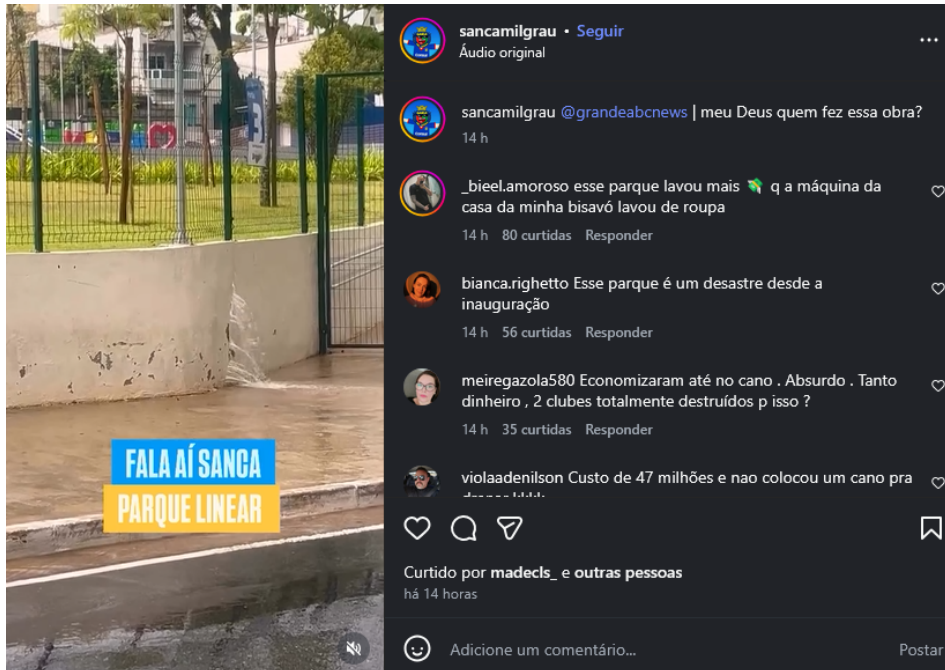 sancamilgrau • Seguir
Áudio original
sancamilgrau @grandeabcnews | meu Deus quem fez essa obra?
14 h
_bieel.amoroso esse parque lavou mais 💸 q a máquina da
casa da minha bisavó lavou de roupa
14 h 80 curtidas Responder
bianca.righetto Esse parque é um desastre desde a
inauguração
14 h 56 curtidas Responder
meiregazola580 Economizaram até no cano . Absurdo . Tanto
dinheiro , 2 clubes totalmente destruídos p isso ?
14 h 35 curtidas Responder
violaadenilson Custo de 47 milhões e nao colocou um cano pra
FALA AÍ SANCA
PARQUE LINEAR
Curtido por madecls_ e outras pessoas
há 14 horas
Adicione um comentário...
Postar